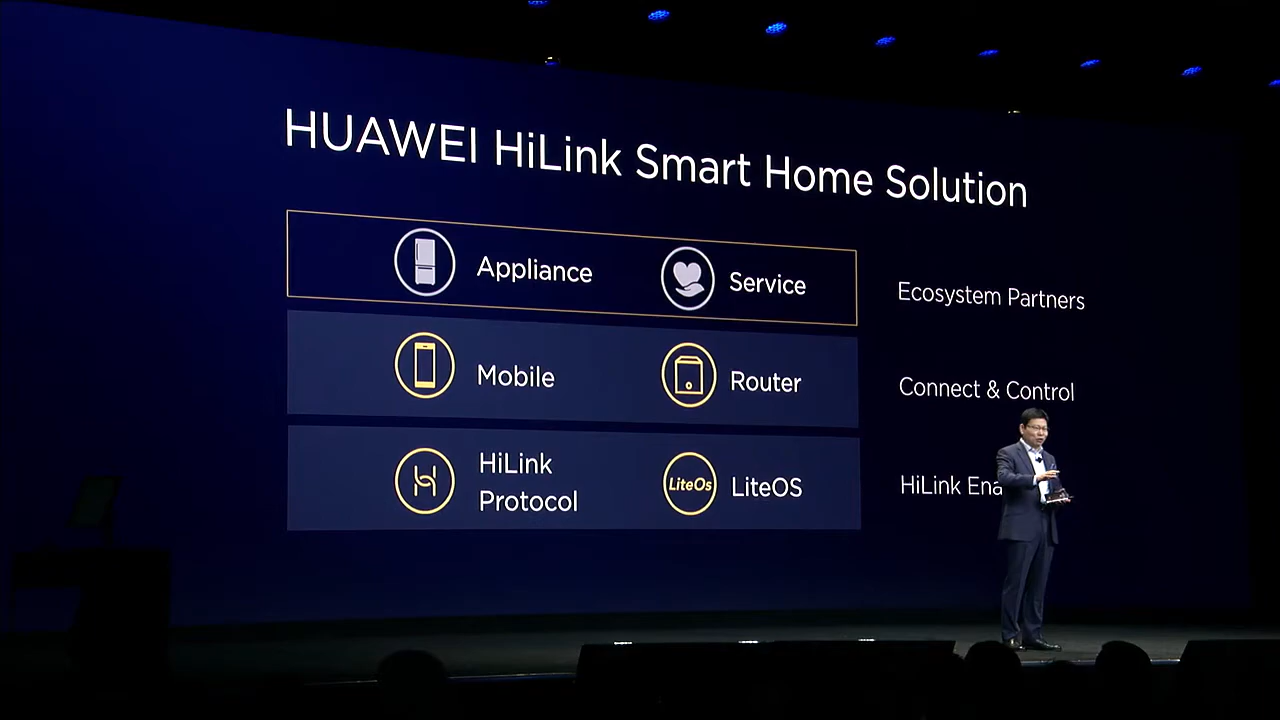 HUAWEI HiLink Smart Home Solution
Appliance
Service
Ecosystem Partners
Mobile
Router
Connect & Control
HiLink
Protocol
LiteOs
LiteOS
HiLink